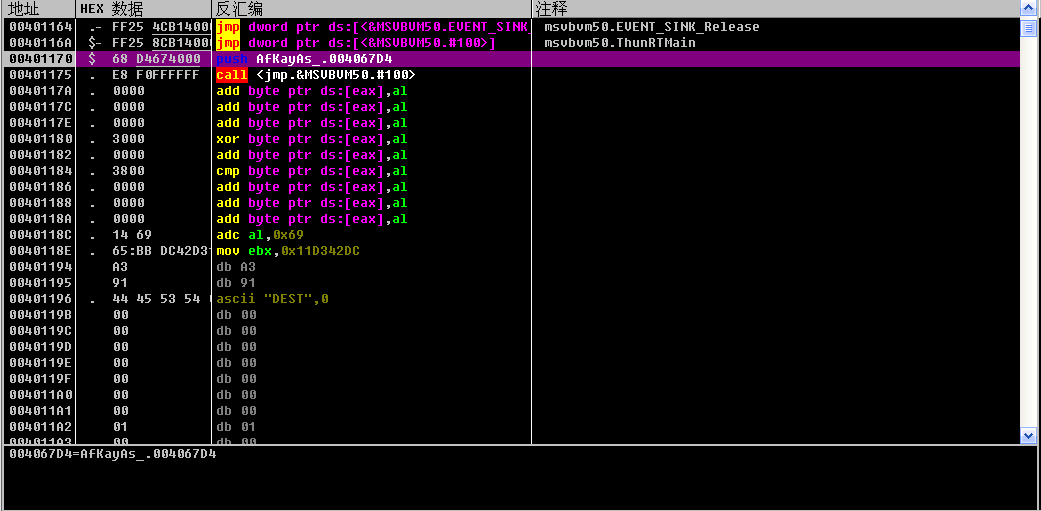 地址 HEX 数据 反汇编 注释
00401164 .- FF25 4CB14000 jmp dword ptr ds:[<&MSVBVM50.EVENT_SINK_ msvbvm50.EVENT_SINK_Release
0040116A $- FF25 8CB14000 jmp dword ptr ds:[<&MSVBVM50.#100>] msvbvm50.ThunRTMain
00401170 $ 68 D4674000 push AfKayAs_.004067D4
00401175 . E8 F0FFFFFF call <jmp.&MSVBVM50.#100>
0040117A . 0000 add byte ptr ds:[eax],al
0040117C . 0000 add byte ptr ds:[eax],al
0040117E . 0000 add byte ptr ds:[eax],al
00401180 . 3000 xor byte ptr ds:[eax],al
00401182 . 0000 add byte ptr ds:[eax],al
00401184 . 3800 cmp byte ptr ds:[eax],al
00401186 . 0000 add byte ptr ds:[eax],al
00401188 . 0000 add byte ptr ds:[eax],al
0040118A . 0000 add byte ptr ds:[eax],al
0040118C . 14 69 adc al,0x69
0040118E . 65:BB DC42D3 mov ebx,0x11D342DC
00401194 A3 db A3
00401195 91 db 91
00401196 . 44 45 53 54 ascii "DEST",0
0040119B 00 db 00
0040119C 00 db 00
0040119D 00 db 00
0040119E 00 db 00
0040119F 00 db 00
004011A0 00 db 00
004011A1 00 db 00
004011A2 01 db 01
004011A3 00 db 00
004067D4=AfKayAs_.004067D4